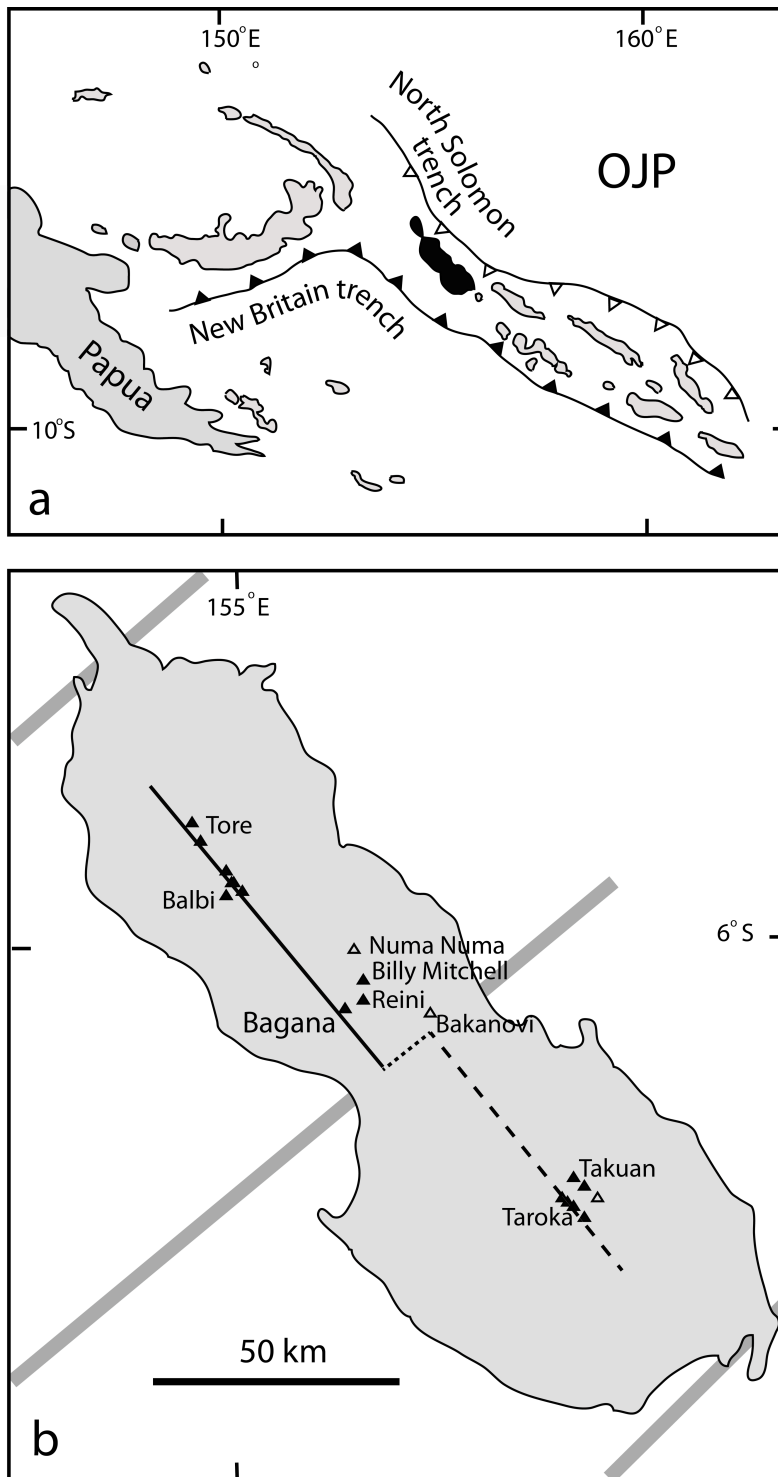 150°E
160°E
North Solomon
trench
OJP
New Britain trench
Papua
10°S
a
155°E
Tore
Balbi
6° S
Numa Numa
Billy Mitchell
Reini
Bagana
Bakanovi
Takuan
Taroka
50 km
b